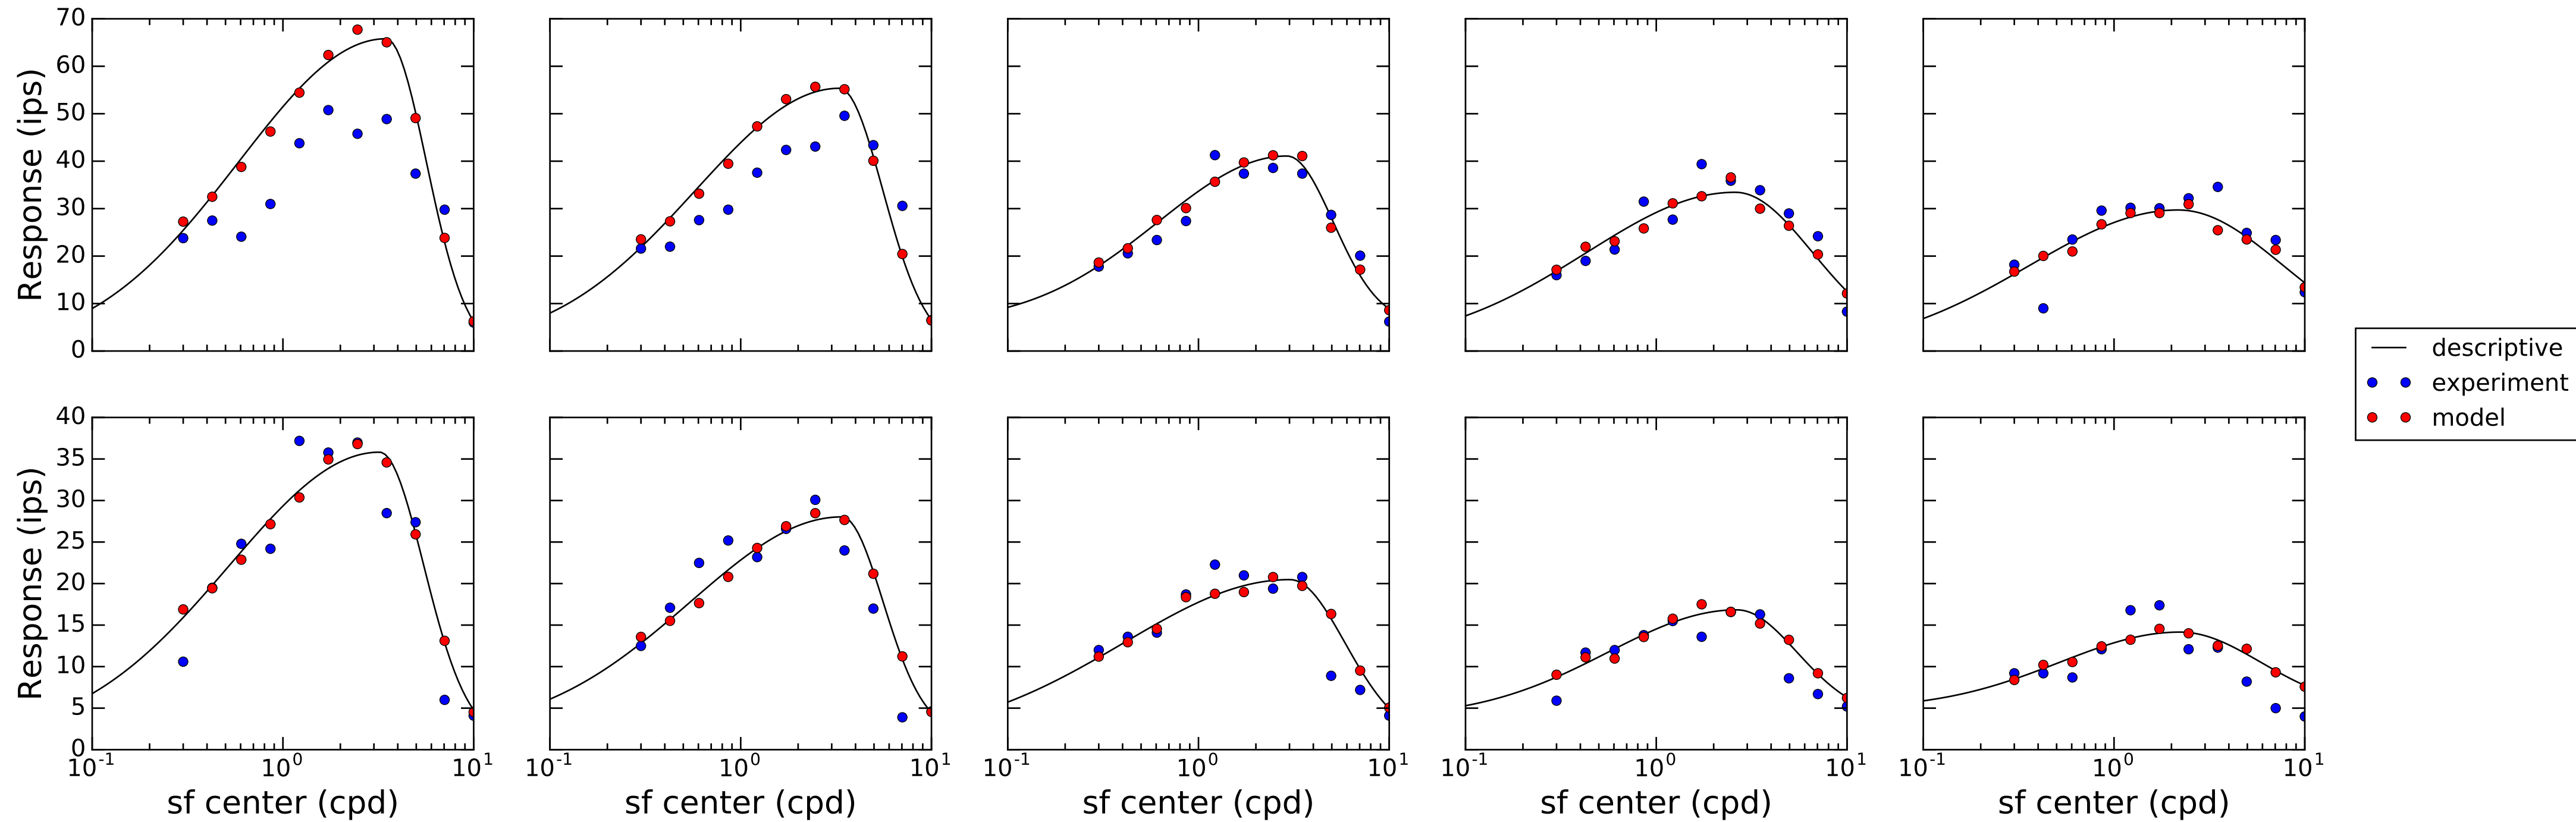 Response (ips)
70
60
50
40
30
20
10
0
descriptive
experiment
model
Response (ips)
40
35
30
25
20
15
10
5
0
10⁻¹ 10⁰ 10¹ 10⁻¹ 10⁰ 10¹ 10⁻¹ 10⁰ 10¹ 10⁻¹ 10⁰ 10¹ 10⁻¹ 10⁰ 10¹
sf center (cpd) sf center (cpd) sf center (cpd) sf center (cpd) sf center (cpd)